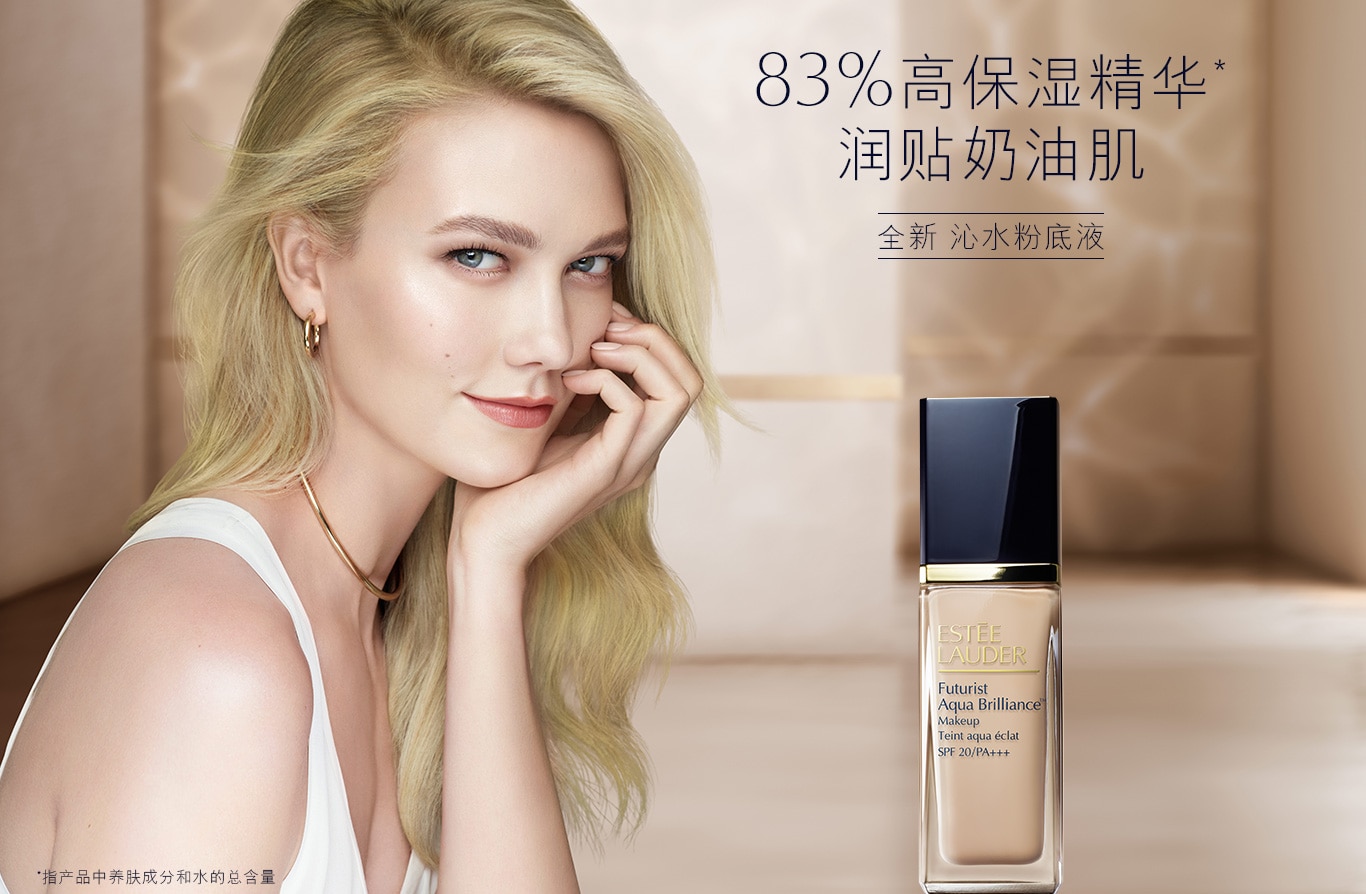 83%高保湿精华*
润贴奶油肌
全新 沁水粉底液
ESTĒE
LAUDER
Futurist
Aqua Brilliance™
Makeup
Teint aqua éclat
SPF 20/PA+++
*指产品中养肤成分和水的总含量